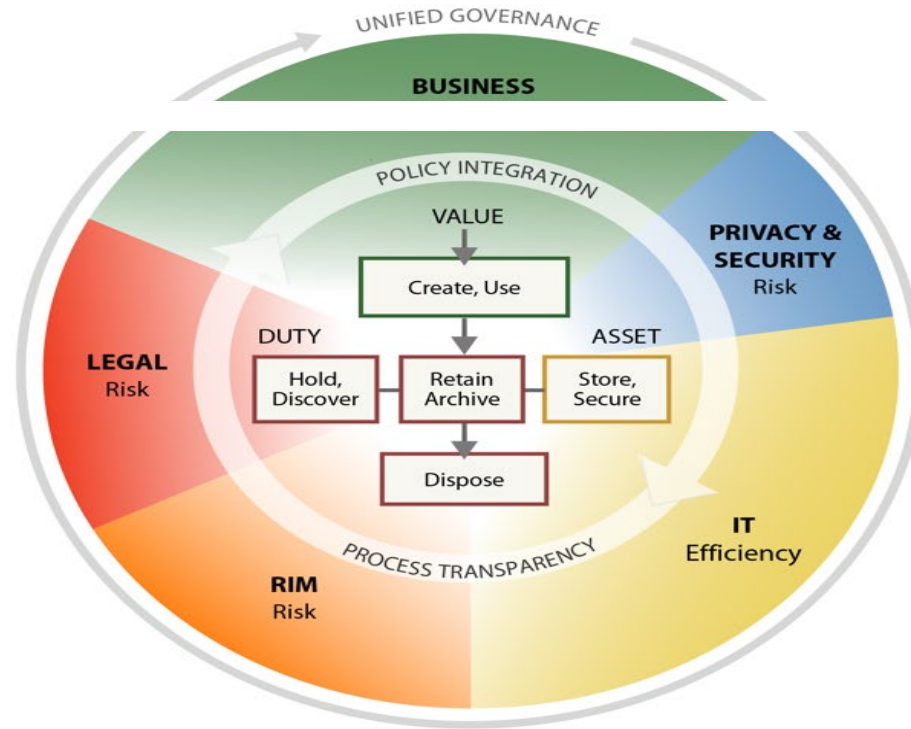 UNIFIED GOVERNANCE
BUSINESS
POLICY INTEGRATION
VALUE
Create, Use
PRIVACY &
SECURITY
Risk
DUTY
ASSET
LEGAL
Risk
Hold,
Discover
Retain
Archive
Store,
Secure
Dispose
IT
Efficiency
PROCESS TRANSPARENCY
RIM
Risk